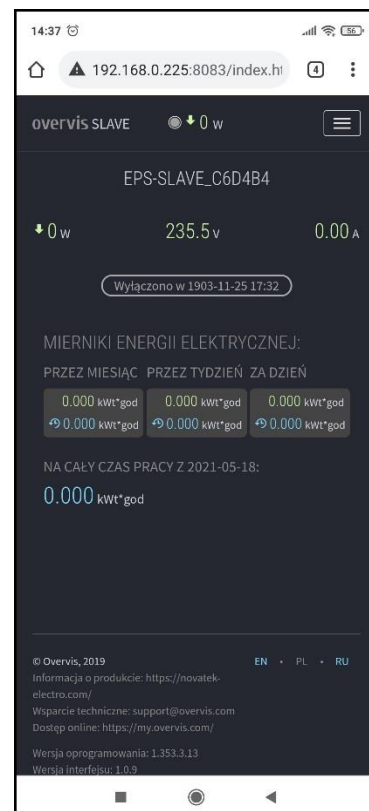 14:37
56
192.168.0.225:8083/index.ht
4
overvis SLAVE 0 W
EPS-SLAVE_C6D4B4
0 W 235.5 V 0.00 A
Wyłączono w 1903-11-25 17:32
MIERNIKI ENERGII ELEKTRYCZNEJ:
PRZEZ MIESIĄC PRZEZ TYDZIEŃ ZA DZIEŃ
0.000 kWt*god 0.000 kWt*god 0.000 kWt*god
0.000 kWt*god 0.000 kWt*god 0.000 kWt*god
NA CAŁY CZAS PRACY Z 2021-05-18:
0.000 kWt*god
© Overvis, 2019
EN • PL • RU
Informacja o produkcie: https://novatek-
electro.com/
Wsparcie techniczne: support@overvis.com
Dostęp online: https://my.overvis.com/
Wersja oprogramowania: 1.353.3.13
Wersja interfejsu: 1.0.9